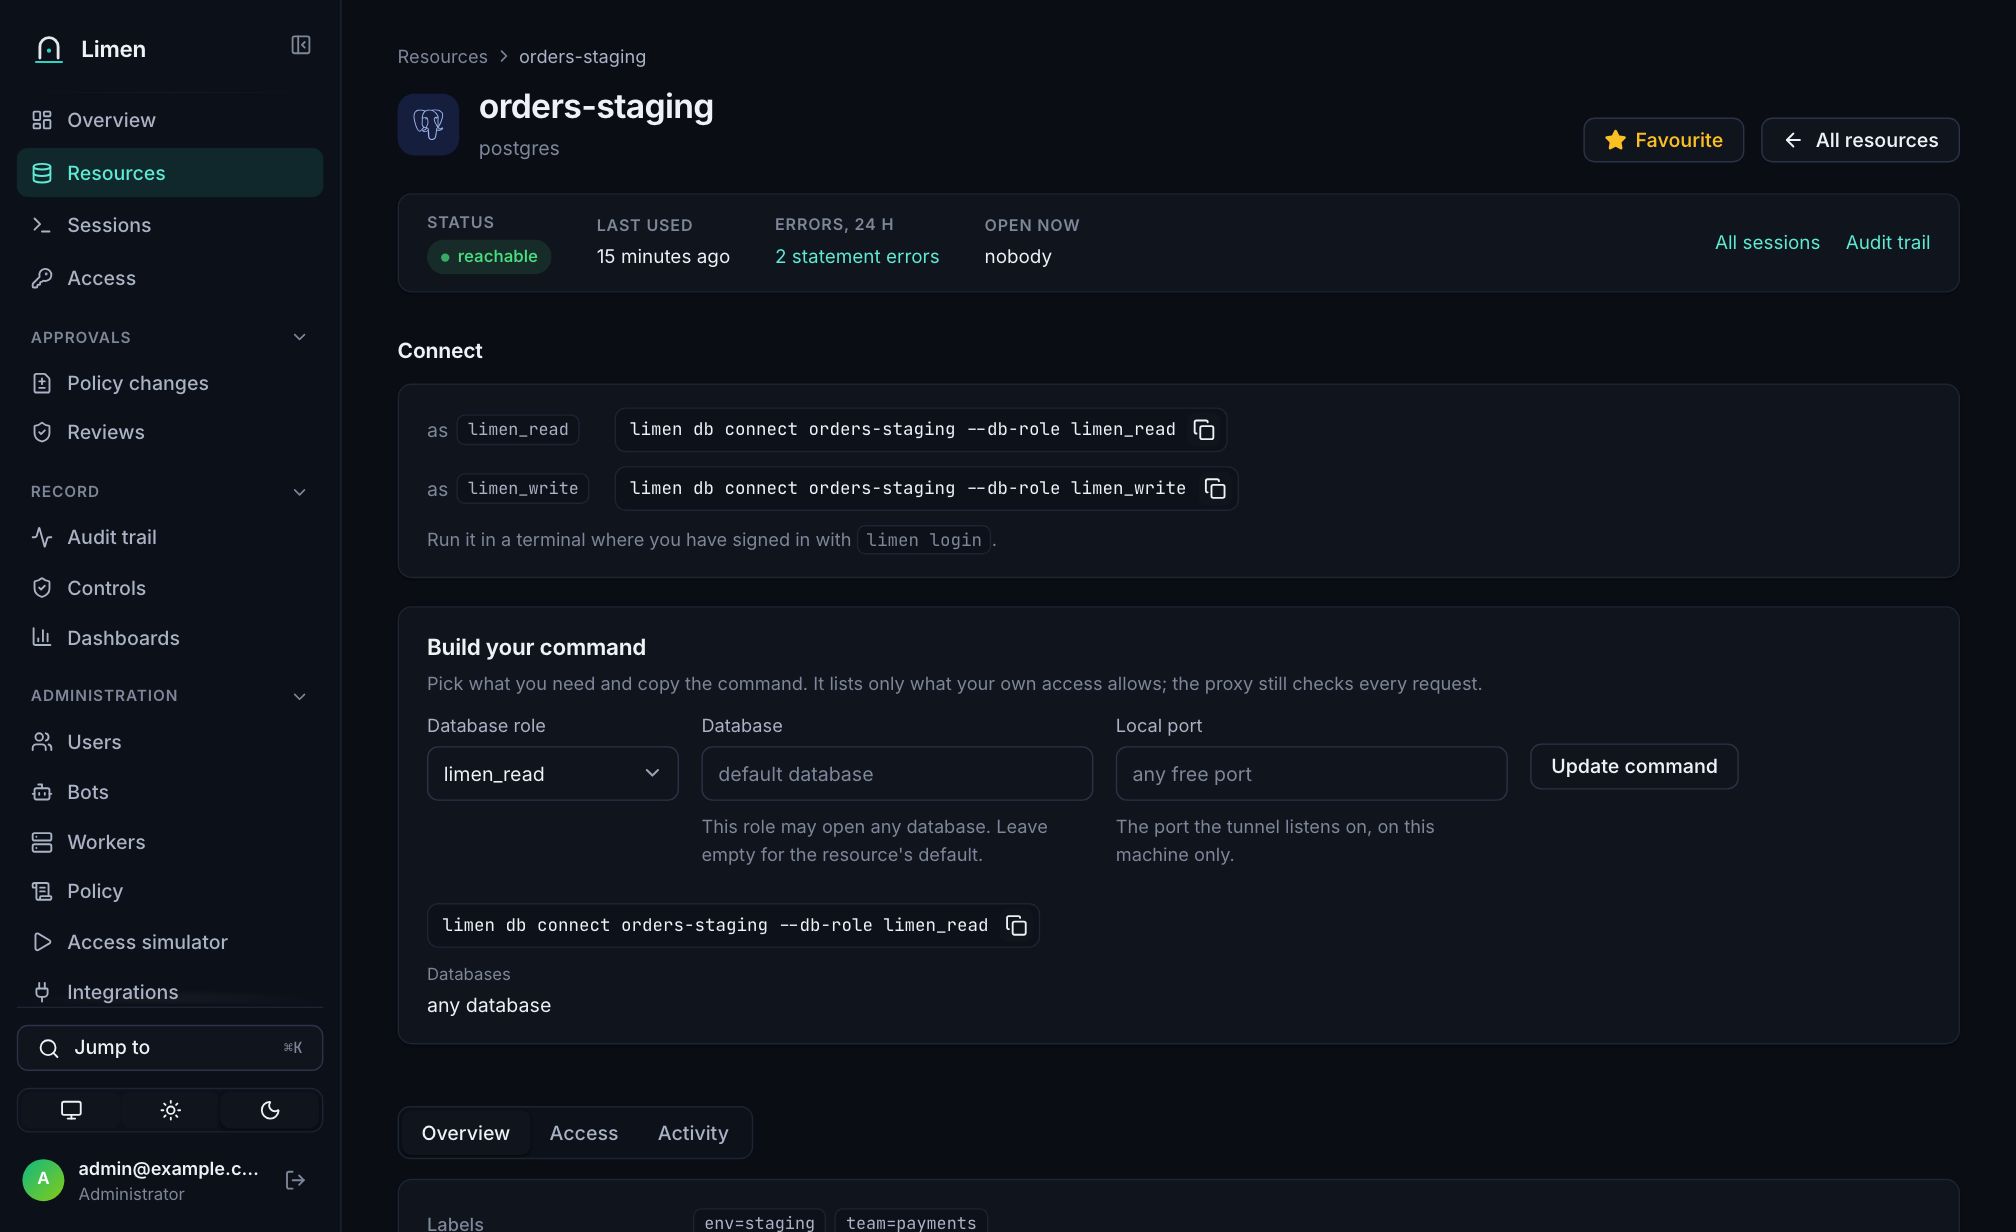 Limen
Overview
Resources
Sessions
Access
APPROVALS
Policy changes
Reviews
RECORD
Audit trail
Controls
Dashboards
ADMINISTRATION
Users
Bots
Workers
Policy
Access simulator
Integrations
Jump to ⌘K
A
admin@example.c...
Administrator
Resources > orders-staging
orders-staging
postgres
Favourite
All resources
STATUS
reachable
LAST USED
15 minutes ago
ERRORS, 24 H
2 statement errors
OPEN NOW
nobody
All sessions
Audit trail
Connect
as limen_read limen db connect orders-staging --db-role limen_read
as limen_write limen db connect orders-staging --db-role limen_write
Run it in a terminal where you have signed in with limen login.
Build your command
Pick what you need and copy the command. It lists only what your own access allows; the proxy still checks every request.
Database role
limen_read
Database
default database
This role may open any database. Leave
empty for the resource's default.
Local port
any free port
The port the tunnel listens on, on this
machine only.
Update command
limen db connect orders-staging --db-role limen_read
Databases
any database
Overview
Access
Activity
Labels env=staging team=payments